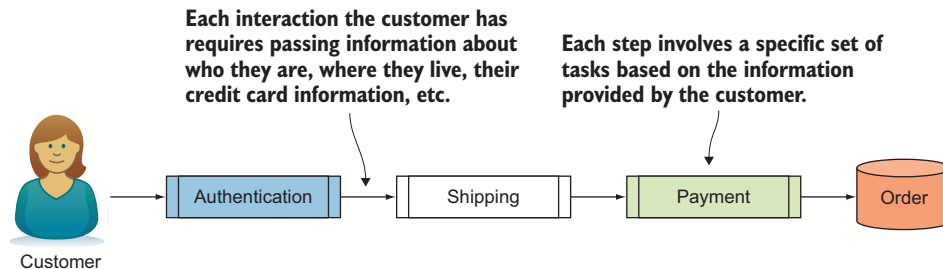 Each interaction the customer has
requires passing information about
who they are, where they live, their
credit card information, etc.
Each step involves a specific set of
tasks based on the information
provided by the customer.
Authentication
Shipping
Payment
Order
Customer